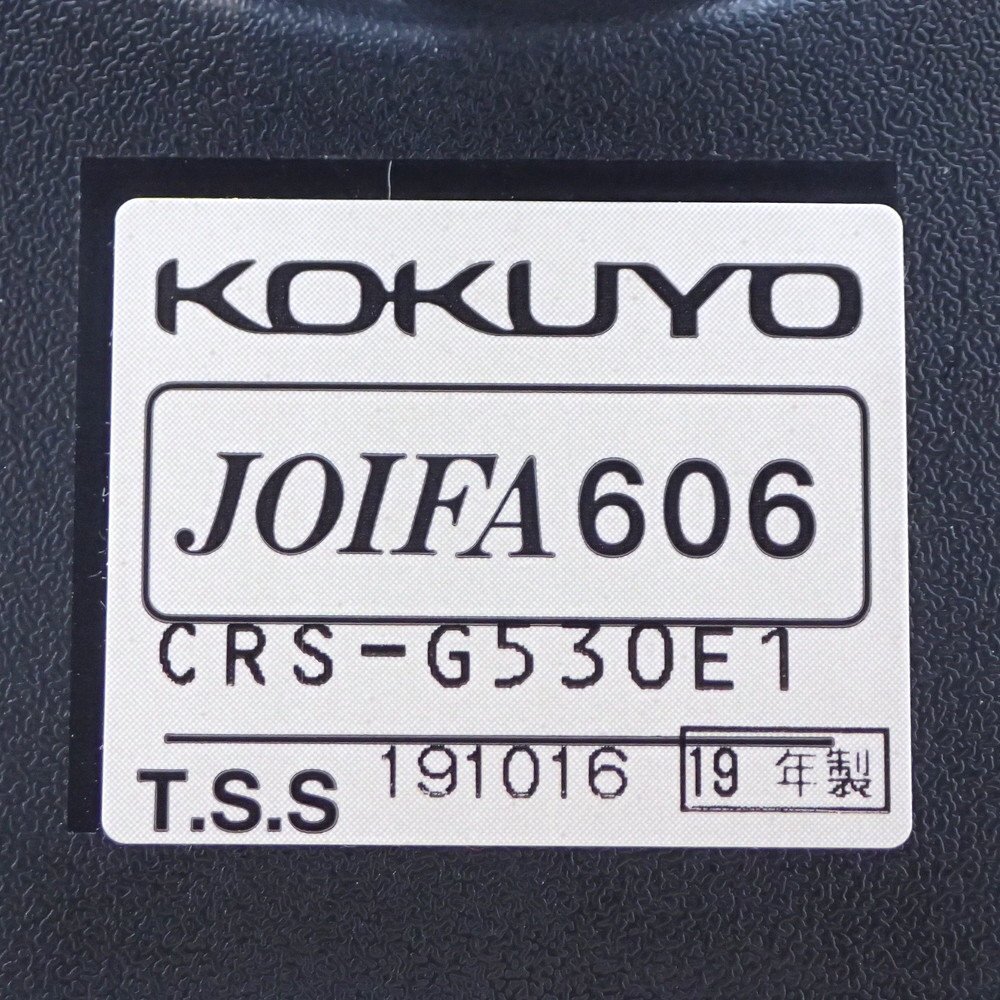 KOKUYO
JOIFA 606
CRS-G530E1
T.S.S 191016 19 年製